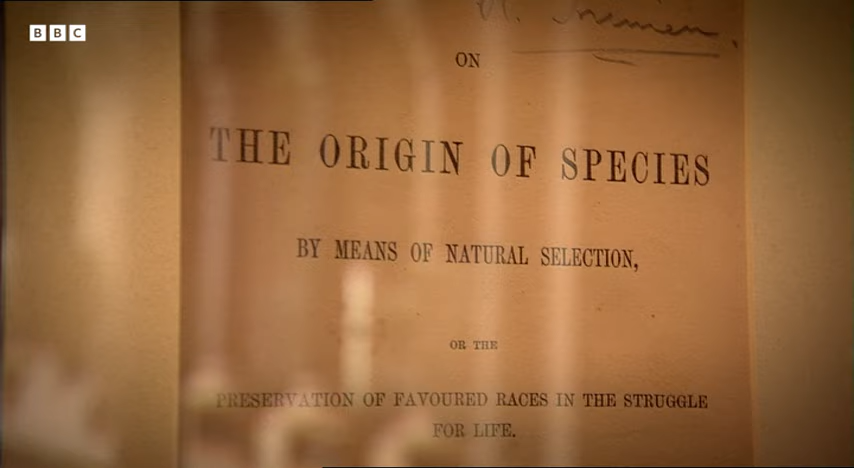 BBC
ON
THE ORIGIN OF SPECIES
BY MEANS OF NATURAL SELECTION,
OR THE
PRESERVATION OF FAVOURED RACES IN THE STRUGGLE
FOR LIFE.